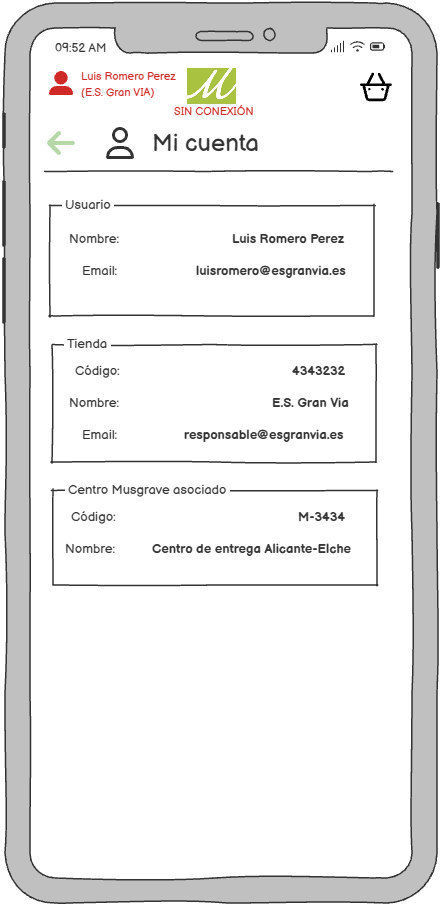 09:52 AM
Luis Romero Perez
(E.S. Gran VIA)
M
SIN CONEXIÓN
Mi cuenta
Usuario
Nombre: Luis Romero Perez
Email: luisromero@esgranvia.es
Tienda
Código: 4343232
Nombre: E.S. Gran Via
Email: responsable@esgranvia.es
Centro Musgrave asociado
Código: M-3434
Nombre: Centro de entrega Alicante-Elche